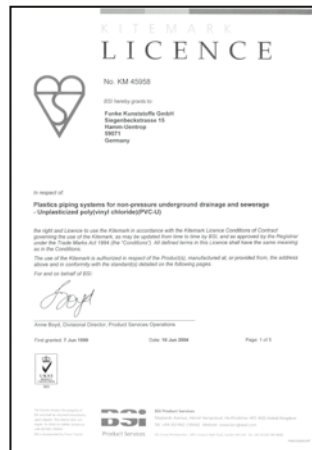 KITEMARK
LICENCE
No. KM 45958
BSI hereby grants to:
Funke Kunststoffe GmbH
Siegenbeckstrasse 15
Hamm-Uentrop
59071
Germany
in respect of:
Plastics piping systems for non-pressure underground drainage and sewerage
- Unplasticized poly(vinyl chloride)(PVC-U)
the right and Licence to use the Kitemark in accordance with the Kitemark Licence Conditions of Contract
governing the use of the Kitemark, as may be updated from time to time by BSI, and as approved by the Registrar
under the Trade Marks Act 1994 (the "Conditions"). All defined terms in this Licence shall have the same meaning
as in the Conditions.
The use of the Kitemark is authorized in respect of the Product(s), manufactured at, or provided from, the address
above and in conformity with the standard(s) detailed on the following pages.
For and on behalf of BSI:
Anne Boyd, Divisional Director, Product Services Operations
First granted: 7 Jun 1999
Date: 10 Jun 2004
Page: 1 of 5
UKAS
BSi
Product Services
BSI Product Services